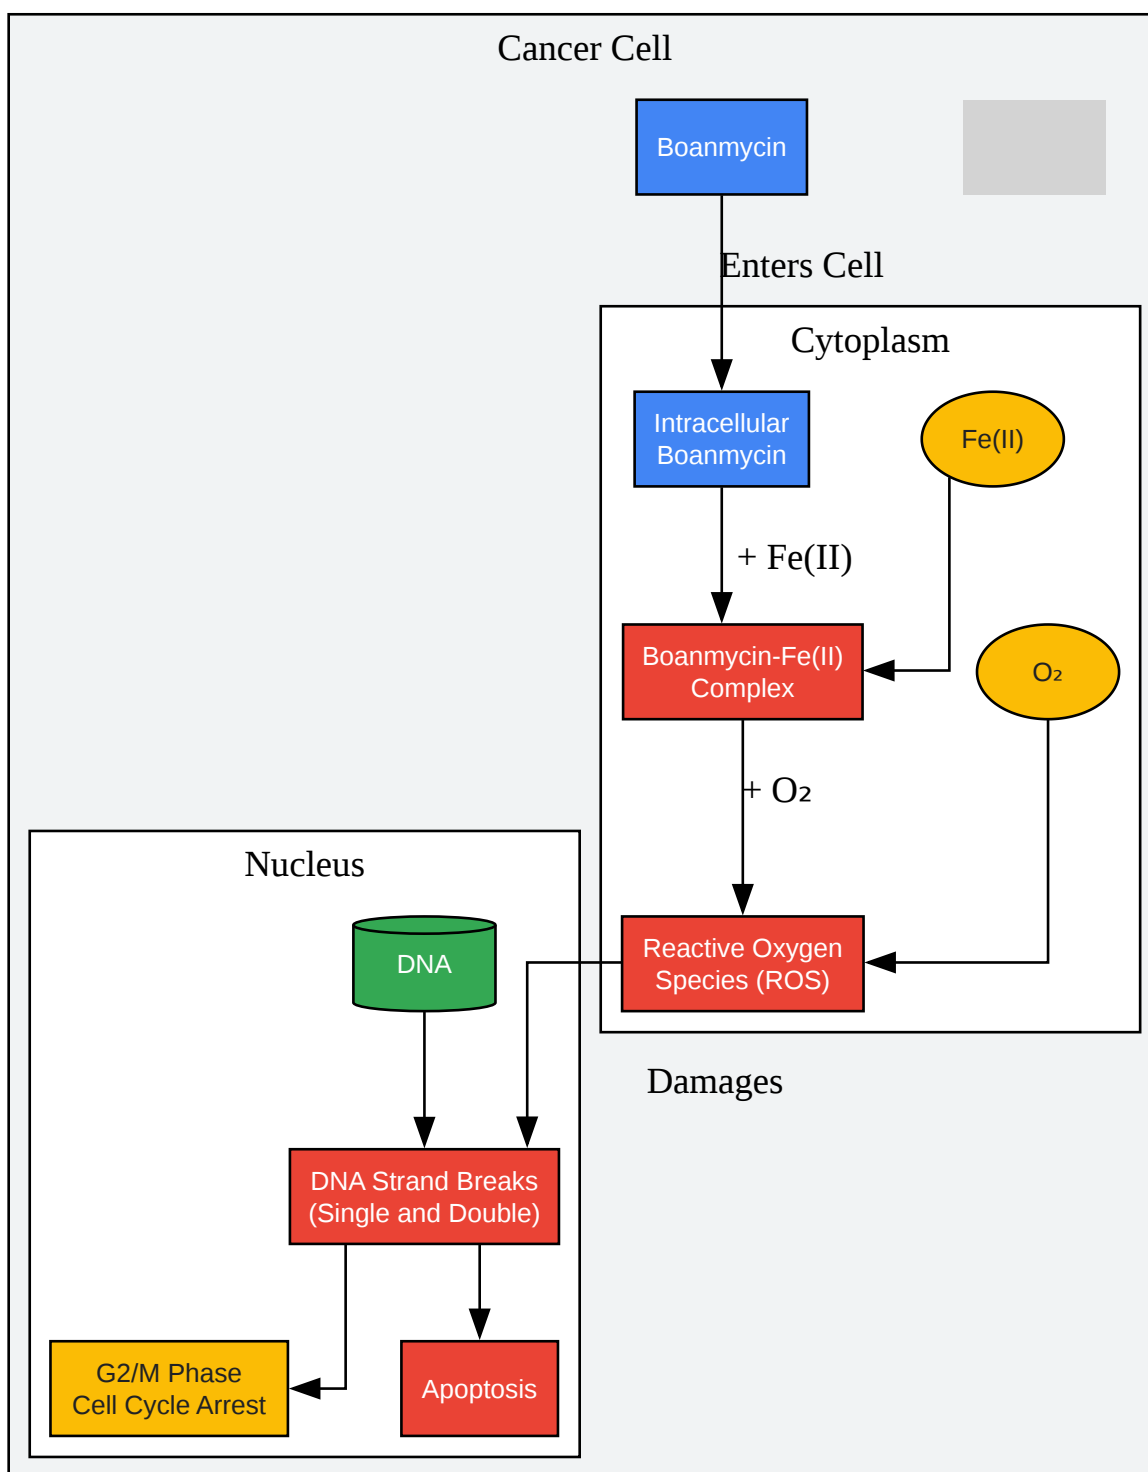 Cancer Cell
Boanmycin
Enters Cell
Cytoplasm
Intracellular
Boanmycin
Fe(II)
+ Fe(II)
Boanmycin-Fe(II)
Complex
O₂
+ O₂
Nucleus
DNA
Reactive Oxygen
Species (ROS)
Damages
DNA Strand Breaks
(Single and Double)
G2/M Phase
Cell Cycle Arrest
Apoptosis